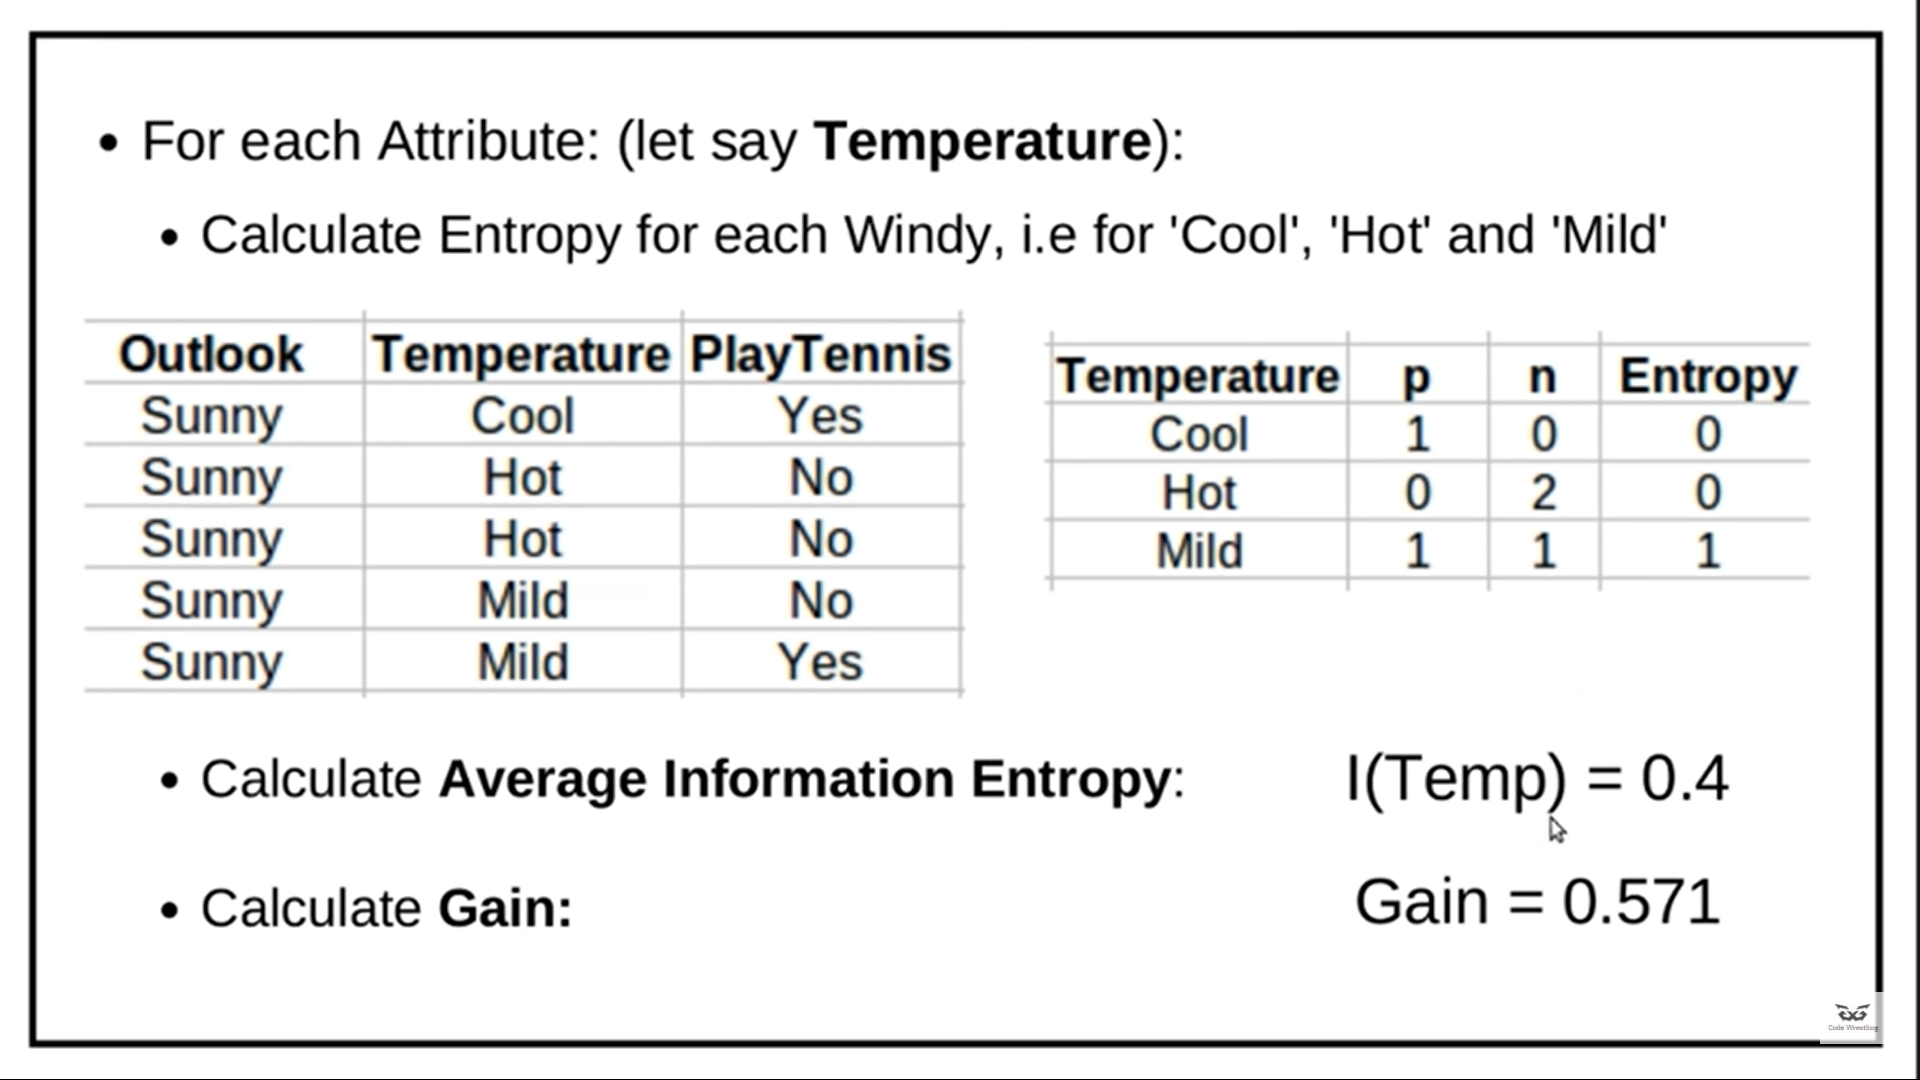 • For each Attribute: (let say Temperature):
• Calculate Entropy for each Windy, i.e for 'Cool', 'Hot' and 'Mild'
Outlook Temperature PlayTennis
Sunny Cool Yes
Sunny Hot No
Sunny Hot No
Sunny Mild No
Sunny Mild Yes
Temperature p n Entropy
Cool 1 0 0
Hot 0 2 0
Mild 1 1 1
• Calculate Average Information Entropy: I(Temp) = 0.4
• Calculate Gain: Gain = 0.571
Code Wrestling